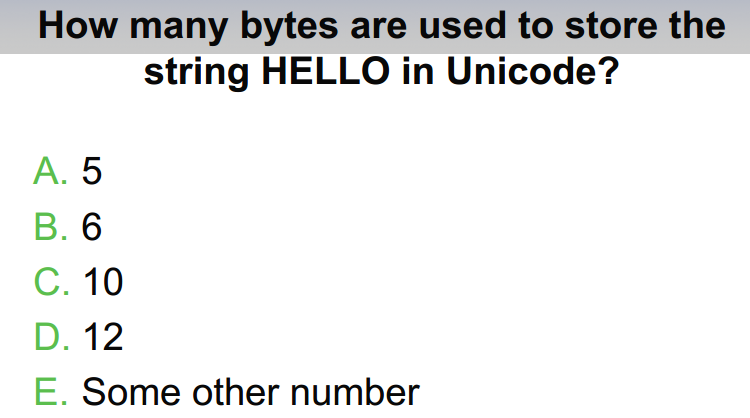 How many bytes are used to store the
string HELLO in Unicode?
A. 5
B. 6
C. 10
D. 12
E. Some other number